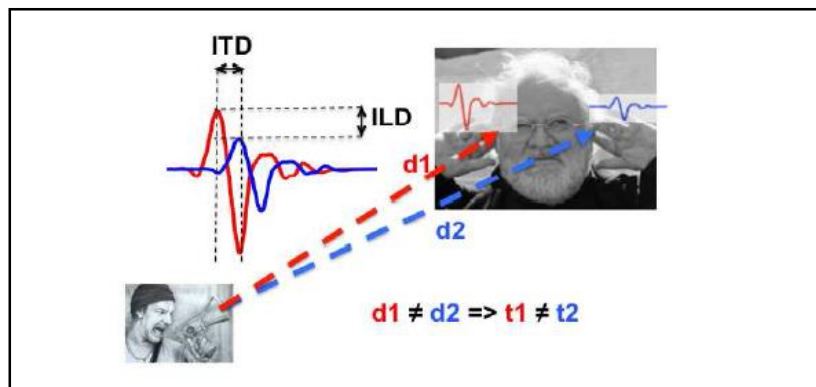 ITD
ILD
d1
d2
d1 ≠ d2 => t1 ≠ t2